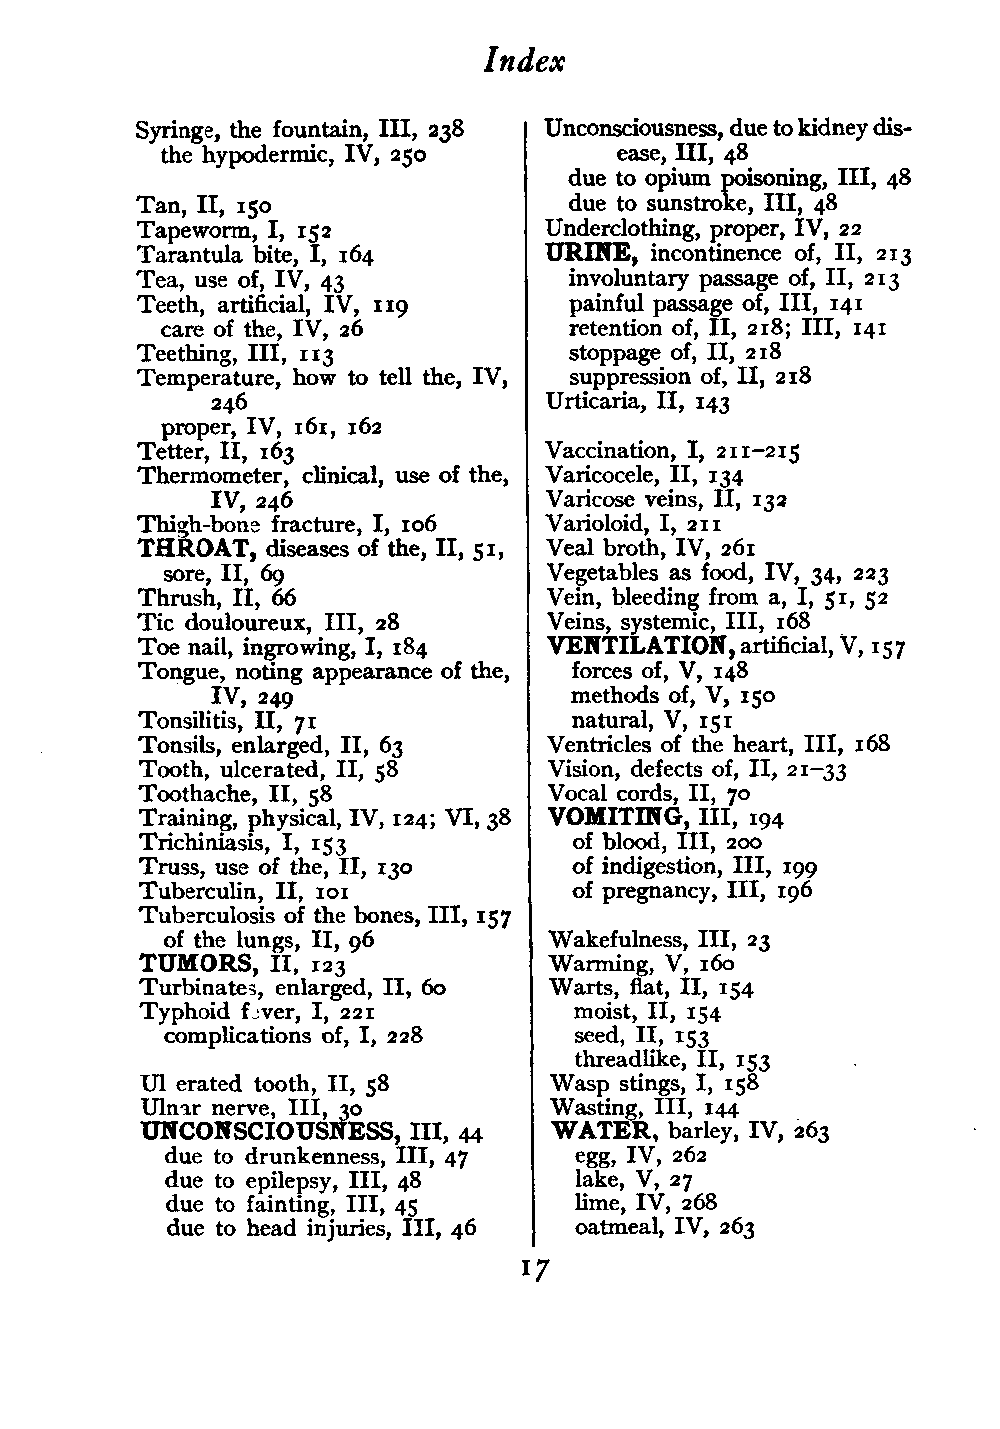 Index
Syringe, the fountain, III, 238
the hypodermic, IV, 250
Tan, II, 150
Tapeworm, I, 152
Tarantula bite, I, 164
Tea, use of, IV, 43
Teeth, artificial, IV, 119
care of the, IV, 26
Teething, III, 113
Temperature, how to tell the, IV,
246
proper, IV, 161, 162
Tetter, II, 163
Thermometer, clinical, use of the,
IV, 246
Thigh-bone fracture, I, 106
THROAT, diseases of the, II, 51,
sore, II, 69
Thrush, II, 66
Tic douloureux, III, 28
Toe nail, ingrowing, I, 184
Tongue, noting appearance of the,
IV, 249
Tonsilitis, II, 71
Tonsils, enlarged, II, 63
Tooth, ulcerated, II, 58
Toothache, II, 58
Training, physical, IV, 124; VI, 38
Trichiniasis, I, 153
Truss, use of the, II, 130
Tuberculin, II, 101
Tuberculosis of the bones, III, 157
of the lungs, II, 96
TUMORS, II, 123
Turbinates, enlarged, II, 60
Typhoid fever, I, 221
complications of, I, 228
Ul erated tooth, II, 58
Ulnar nerve, III, 30
UNCONSCIOUSNESS, III, 44
due to drunkenness, III, 47
due to epilepsy, III, 48
due to fainting, III, 45
due to head injuries, III, 46
Unconsciousness, due to kidney dis-
ease, III, 48
due to opium poisoning, III, 48
due to sunstroke, III, 48
Underclothing, proper, IV, 22
URINE, incontinence of, II, 213
involuntary passage of, II, 213
painful passage of, III, 141
retention of, II, 218; III, 141
stoppage of, II, 218
suppression of, II, 218
Urticaria, II, 143
Vaccination, I, 211–215
Varicocele, II, 134
Varicose veins, II, 132
Varioloid, I, 211
Veal broth, IV, 261
Vegetables as food, IV, 34, 223
Vein, bleeding from a, I, 51, 52
Veins, systemic, III, 168
VENTILATION, artificial, V, 157
forces of, V, 148
methods of, V, 150
natural, V, 151
Ventricles of the heart, III, 168
Vision, defects of, II, 21–33
Vocal cords, II, 70
VOMITING, III, 194
of blood, III, 200
of indigestion, III, 199
of pregnancy, III, 196
Wakefulness, III, 23
Warming, V, 160
Warts, flat, II, 154
moist, II, 154
seed, II, 153
threadlike, II, 153
Wasp stings, I, 158
Wasting, III, 144
WATER, barley, IV, 263
egg, IV, 262
lake, V, 27
lime, IV, 268
oatmeal, IV, 263
17